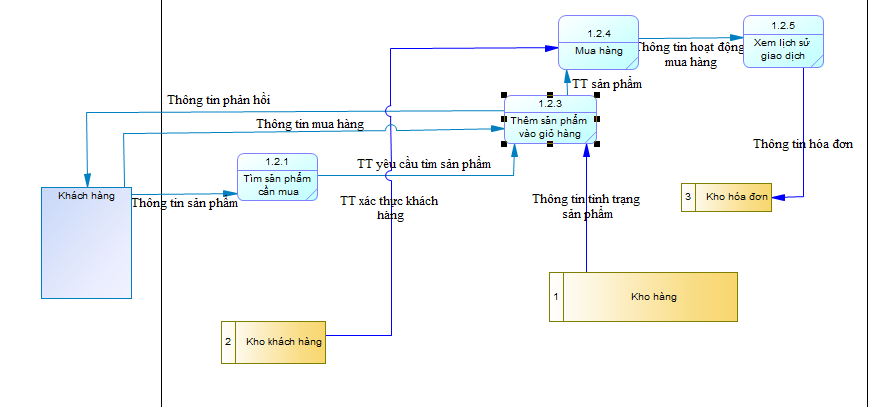 1.2.4
Mua hàng
Thông tin hoạt động
mua hàng
1.2.5
Xem lịch sử
giao dịch
TT sản phẩm
Thông tin phản hồi
1.2.3
Thêm sản phẩm
vào giỏ hàng
Thông tin mua hàng
Thông tin hóa đơn
1.2.1
Tìm sản phẩm
cần mua
TT yêu cầu tìm sản phẩm
Khách hàng
Thông tin sản phẩm
TT xác thực khách
hàng
Thông tin tình trạng
sản phẩm
3 Kho hóa đơn
1 Kho hàng
2 Kho khách hàng